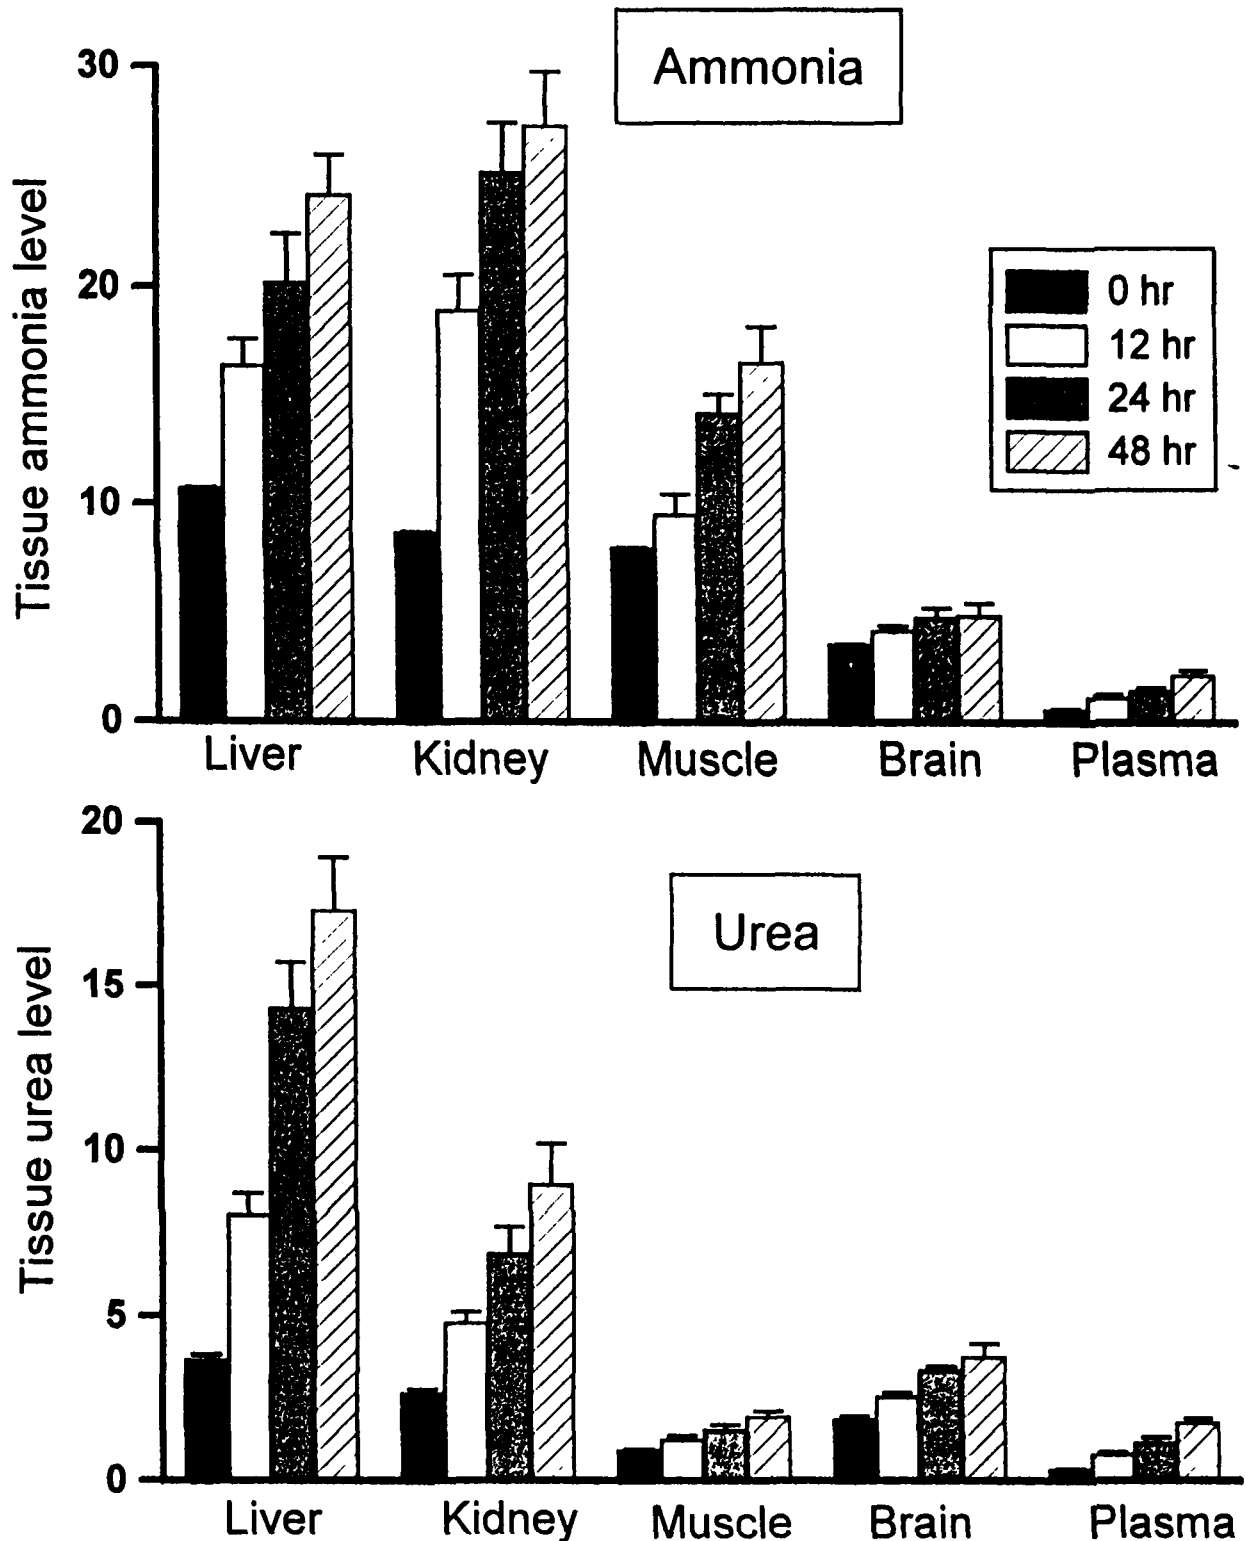 Ammonia
30
20
10
0
Tissue ammonia level
0 hr
12 hr
24 hr
48 hr
Liver Kidney Muscle Brain Plasma
Urea
20
15
10
5
0
Tissue urea level
Liver Kidney Muscle Brain Plasma